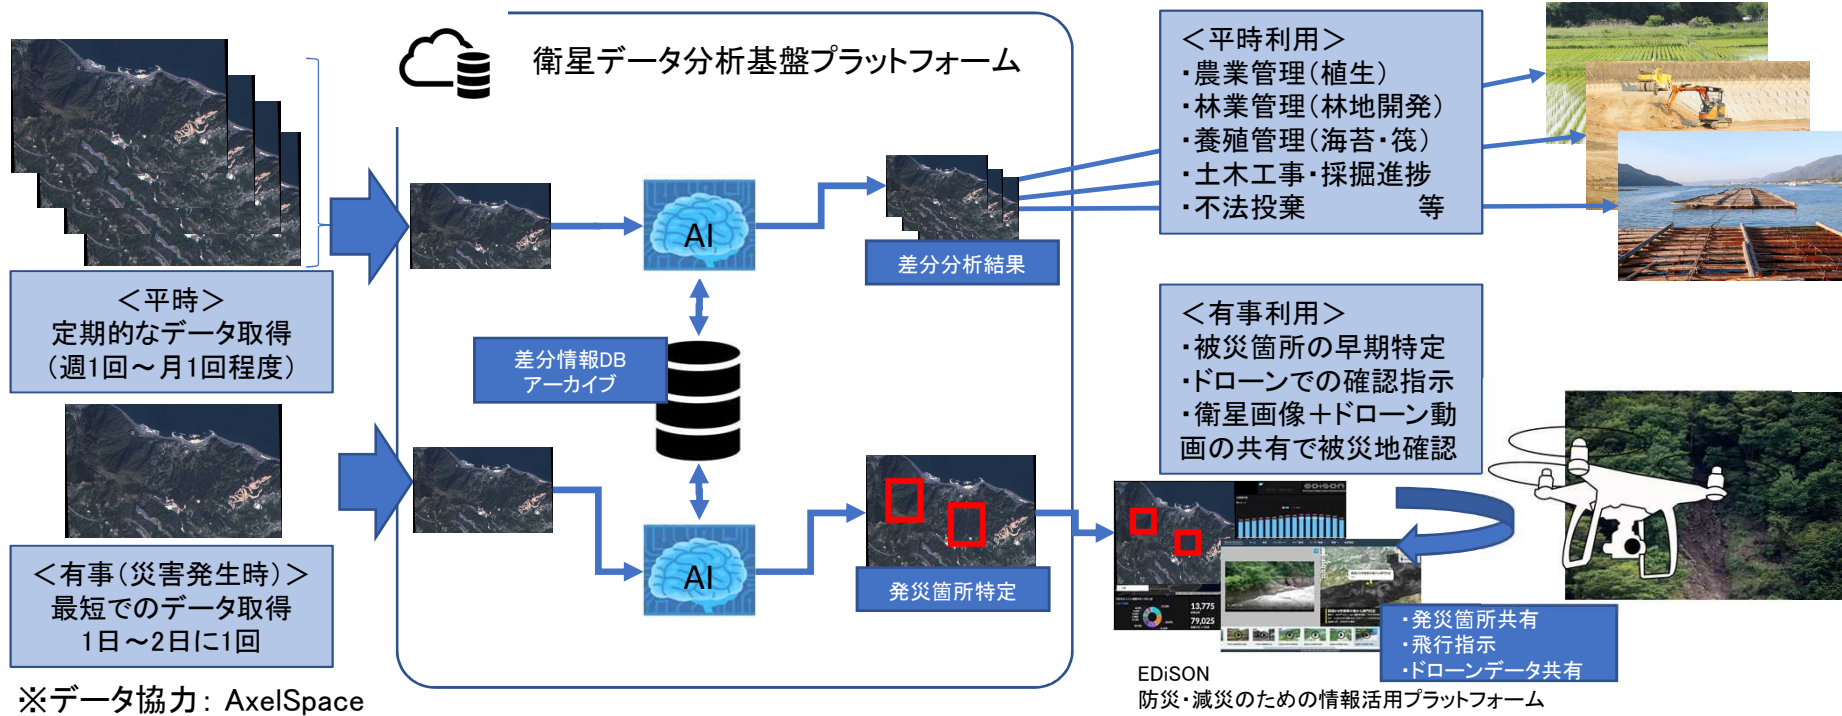 衛星データ分析基盤プラットフォーム
＜平時＞
定期的なデータ取得
（週1回～月1回程度）
＜有事（災害発生時）＞
最短でのデータ取得
1日～2日に1回
※データ協力： AxelSpace
AI
差分分析結果
差分情報DB
アーカイブ
AI
発災箇所特定
＜平時利用＞
・農業管理（植生）
・林業管理（林地開発）
・養殖管理（海苔・筏）
・土木工事・採掘進捗
・不法投棄　　　　等
＜有事利用＞
・被災箇所の早期特定
・ドローンでの確認指示
・衛星画像＋ドローン動
画の共有で被災地確認
EDiSON
13,775
79,025
・発災箇所共有
・飛行指示
・ドローンデータ共有
EDiSON
防災・減災のための情報活用プラットフォーム